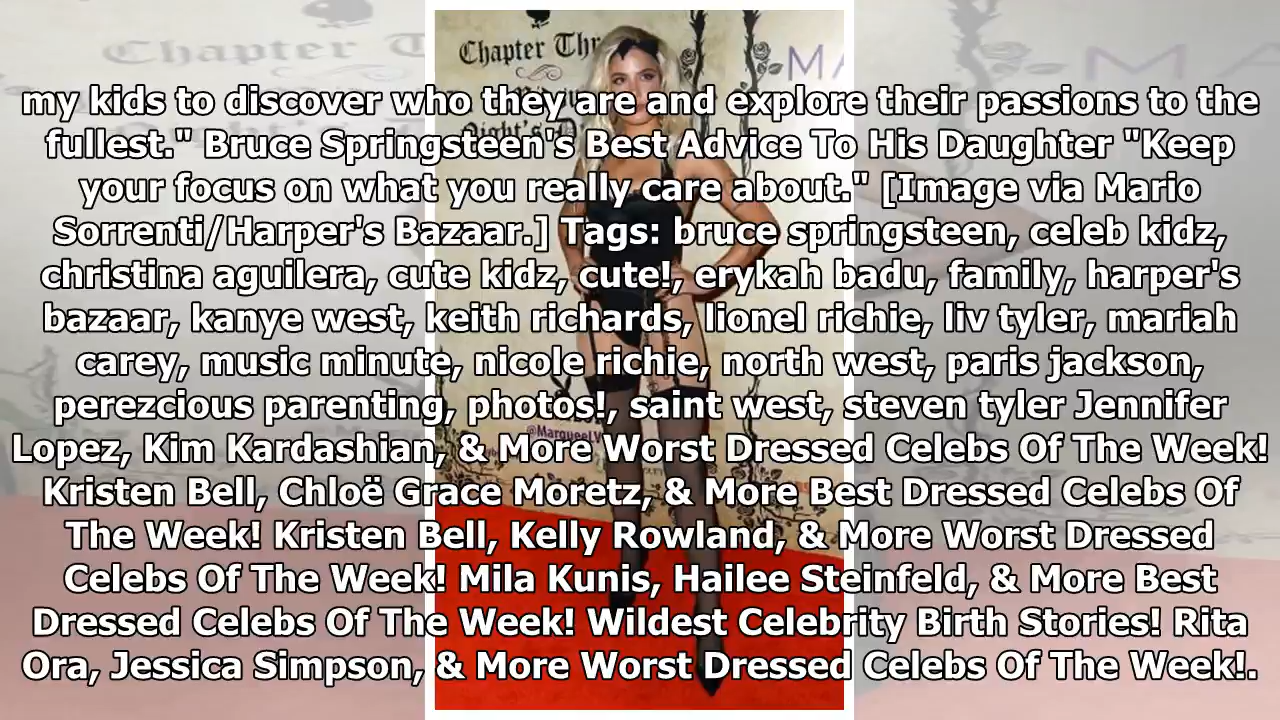 Chapter Thr
MA
my kids to discover who they are and explore their passions to the
fullest." Bruce Springsteen's Best Advice To His Daughter "Keep
your focus on what you really care about." [Image via Mario
Sorrenti/Harper's Bazaar.] Tags: bruce springsteen, celeb kidz,
christina aguilera, cute kidz, cute!, erykah badu, family, harper's
bazaar, kanye west, keith richards, lionel richie, liv tyler, mariah
carey, music minute, nicole richie, north west, paris jackson,
perezcious parenting, photos!, saint west, steven tyler Jennifer
@MarqueeLV
Lopez, Kim Kardashian, & More Worst Dressed Celebs Of The Week!
Kristen Bell, Chloë Grace Moretz, & More Best Dressed Celebs Of
The Week! Kristen Bell, Kelly Rowland, & More Worst Dressed
Celebs Of The Week! Mila Kunis, Hailee Steinfeld, & More Best
Dressed Celebs Of The Week! Wildest Celebrity Birth Stories! Rita
Ora, Jessica Simpson, & More Worst Dressed Celebs Of The Week!.